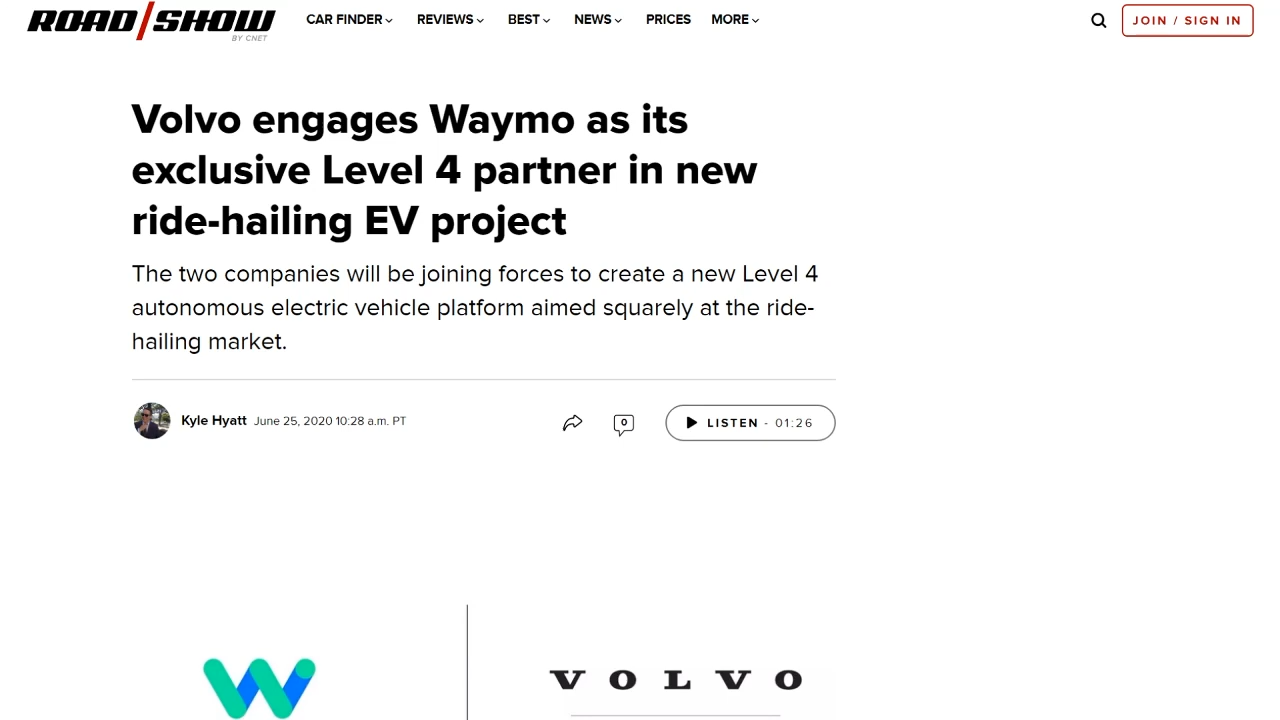 ROAD/SHOW
BY CNET
CAR FINDER REVIEWS BEST NEWS PRICES MORE
JOIN / SIGN IN
Volvo engages Waymo as its
exclusive Level 4 partner in new
ride-hailing EV project
The two companies will be joining forces to create a new Level 4
autonomous electric vehicle platform aimed squarely at the ride-
hailing market.
Kyle Hyatt June 25, 2020 10:28 a.m. PT
0
LISTEN - 01:26
VOLVO